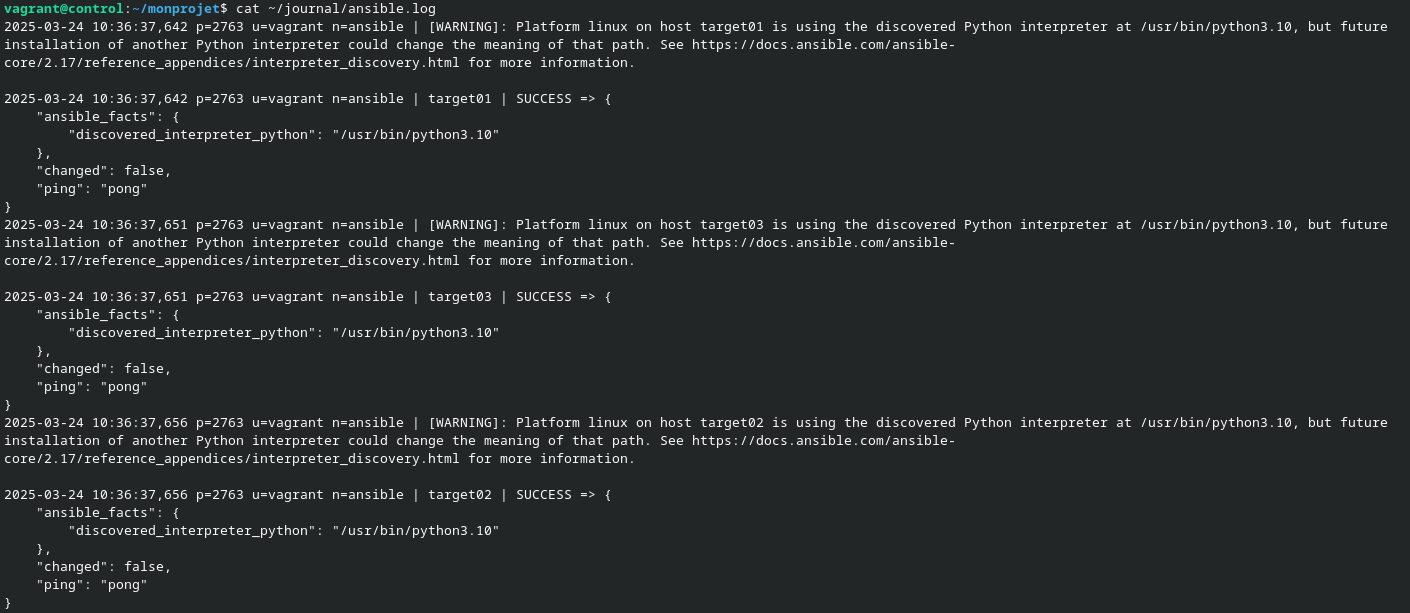 vagrant@control:~/monprojet$ cat ~/journal/ansible.log
2025-03-24 10:36:37,642 p=2763 u=vagrant n=ansible | [WARNING]: Platform linux on host target01 is using the discovered Python interpreter at /usr/bin/python3.10, but future
installation of another Python interpreter could change the meaning of that path. See https://docs.ansible.com/ansible-
core/2.17/reference_appendices/interpreter_discovery.html for more information.

2025-03-24 10:36:37,642 p=2763 u=vagrant n=ansible | target01 | SUCCESS => {
    "ansible_facts": {
        "discovered_interpreter_python": "/usr/bin/python3.10"
    },
    "changed": false,
    "ping": "pong"
}
2025-03-24 10:36:37,651 p=2763 u=vagrant n=ansible | [WARNING]: Platform linux on host target03 is using the discovered Python interpreter at /usr/bin/python3.10, but future
installation of another Python interpreter could change the meaning of that path. See https://docs.ansible.com/ansible-
core/2.17/reference_appendices/interpreter_discovery.html for more information.

2025-03-24 10:36:37,651 p=2763 u=vagrant n=ansible | target03 | SUCCESS => {
    "ansible_facts": {
        "discovered_interpreter_python": "/usr/bin/python3.10"
    },
    "changed": false,
    "ping": "pong"
}
2025-03-24 10:36:37,656 p=2763 u=vagrant n=ansible | [WARNING]: Platform linux on host target02 is using the discovered Python interpreter at /usr/bin/python3.10, but future
installation of another Python interpreter could change the meaning of that path. See https://docs.ansible.com/ansible-
core/2.17/reference_appendices/interpreter_discovery.html for more information.

2025-03-24 10:36:37,656 p=2763 u=vagrant n=ansible | target02 | SUCCESS => {
    "ansible_facts": {
        "discovered_interpreter_python": "/usr/bin/python3.10"
    },
    "changed": false,
    "ping": "pong"
}